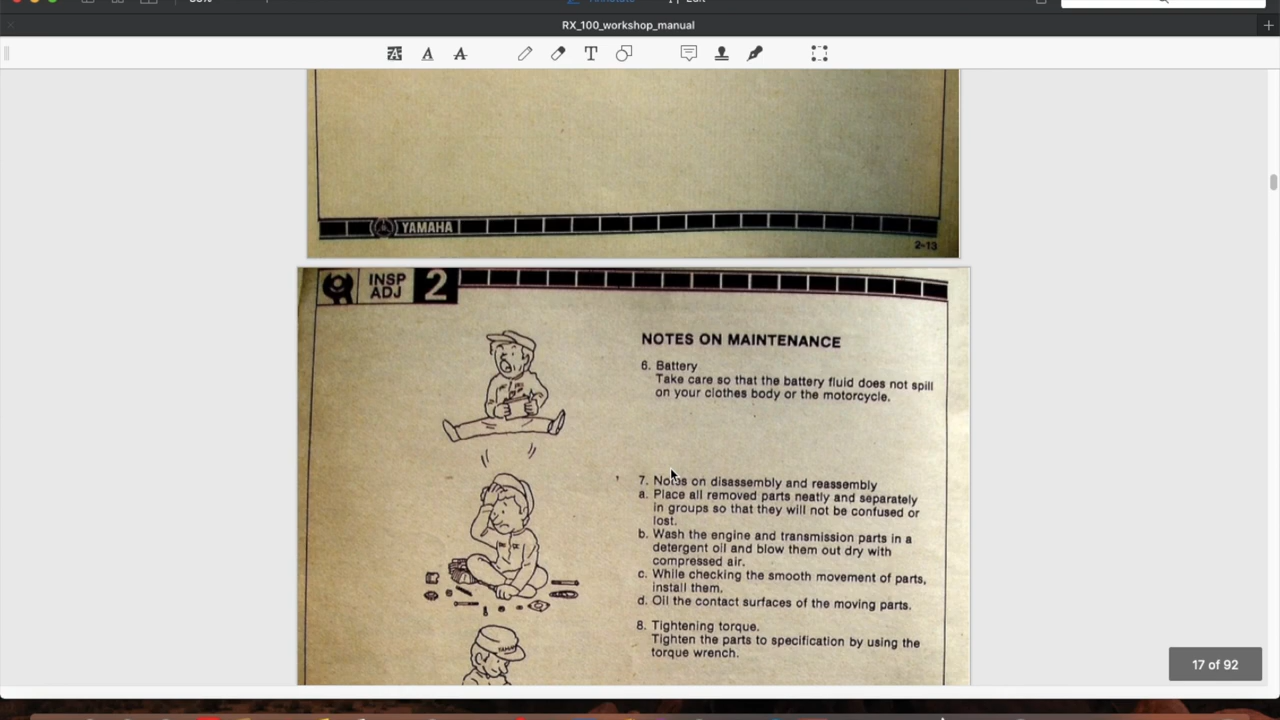 Annotate
Edit
RX_100_workshop_manual
A A T
YAMAHA
2-13
INSP
ADJ
2
NOTES ON MAINTENANCE
6. Battery
Take care so that the battery fluid does not spill
on your clothes body or the motorcycle.
7. Notes on disassembly and reassembly
a. Place all removed parts neatly and separately
in groups so that they will not be confused or
lost.
b. Wash the engine and transmission parts in a
detergent oil and blow them out dry with
compressed air.
c. While checking the smooth movement of parts,
install them.
d. Oil the contact surfaces of the moving parts.
8. Tightening torque.
Tighten the parts to specification by using the
torque wrench.
17 of 92